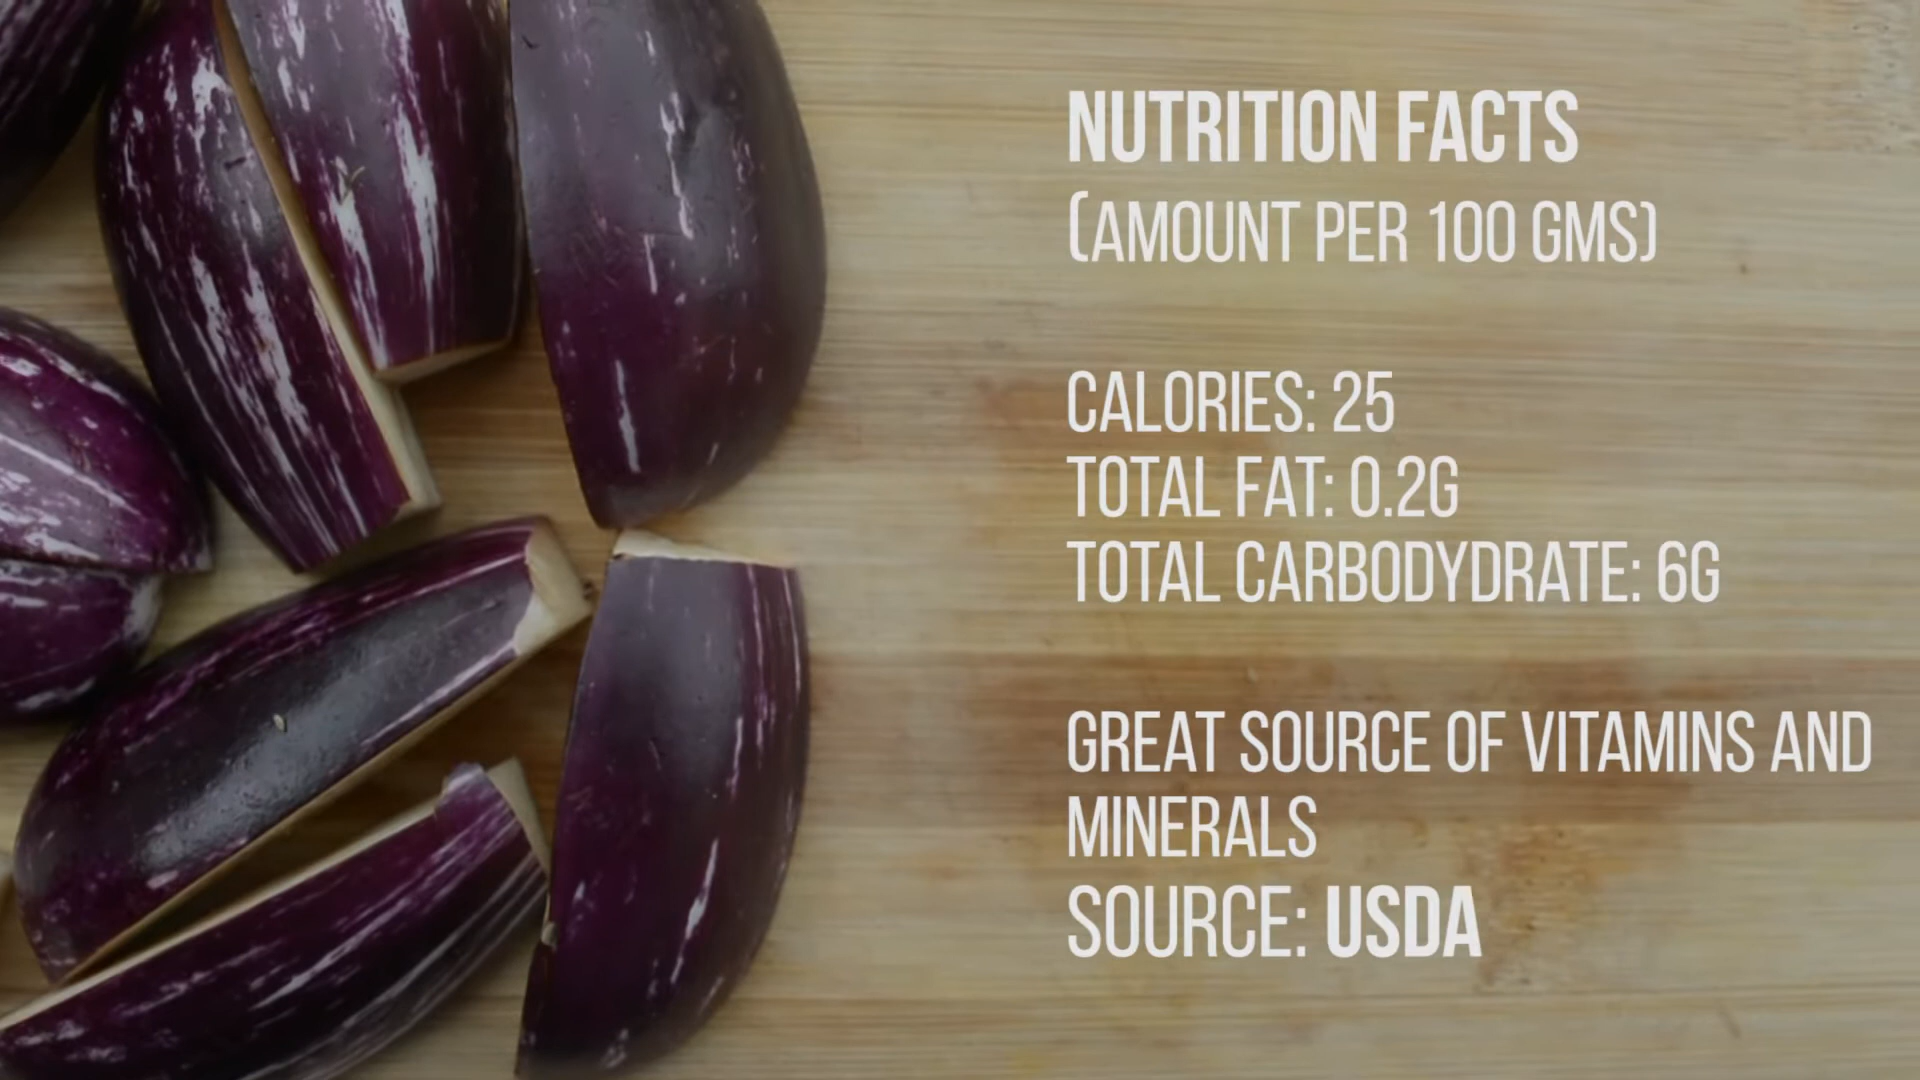 NUTRITION FACTS
(AMOUNT PER 100 GMS)
CALORIES: 25
TOTAL FAT: 0.2G
TOTAL CARBODYDRATE: 6G
GREAT SOURCE OF VITAMINS AND
MINERALS
SOURCE: USDA